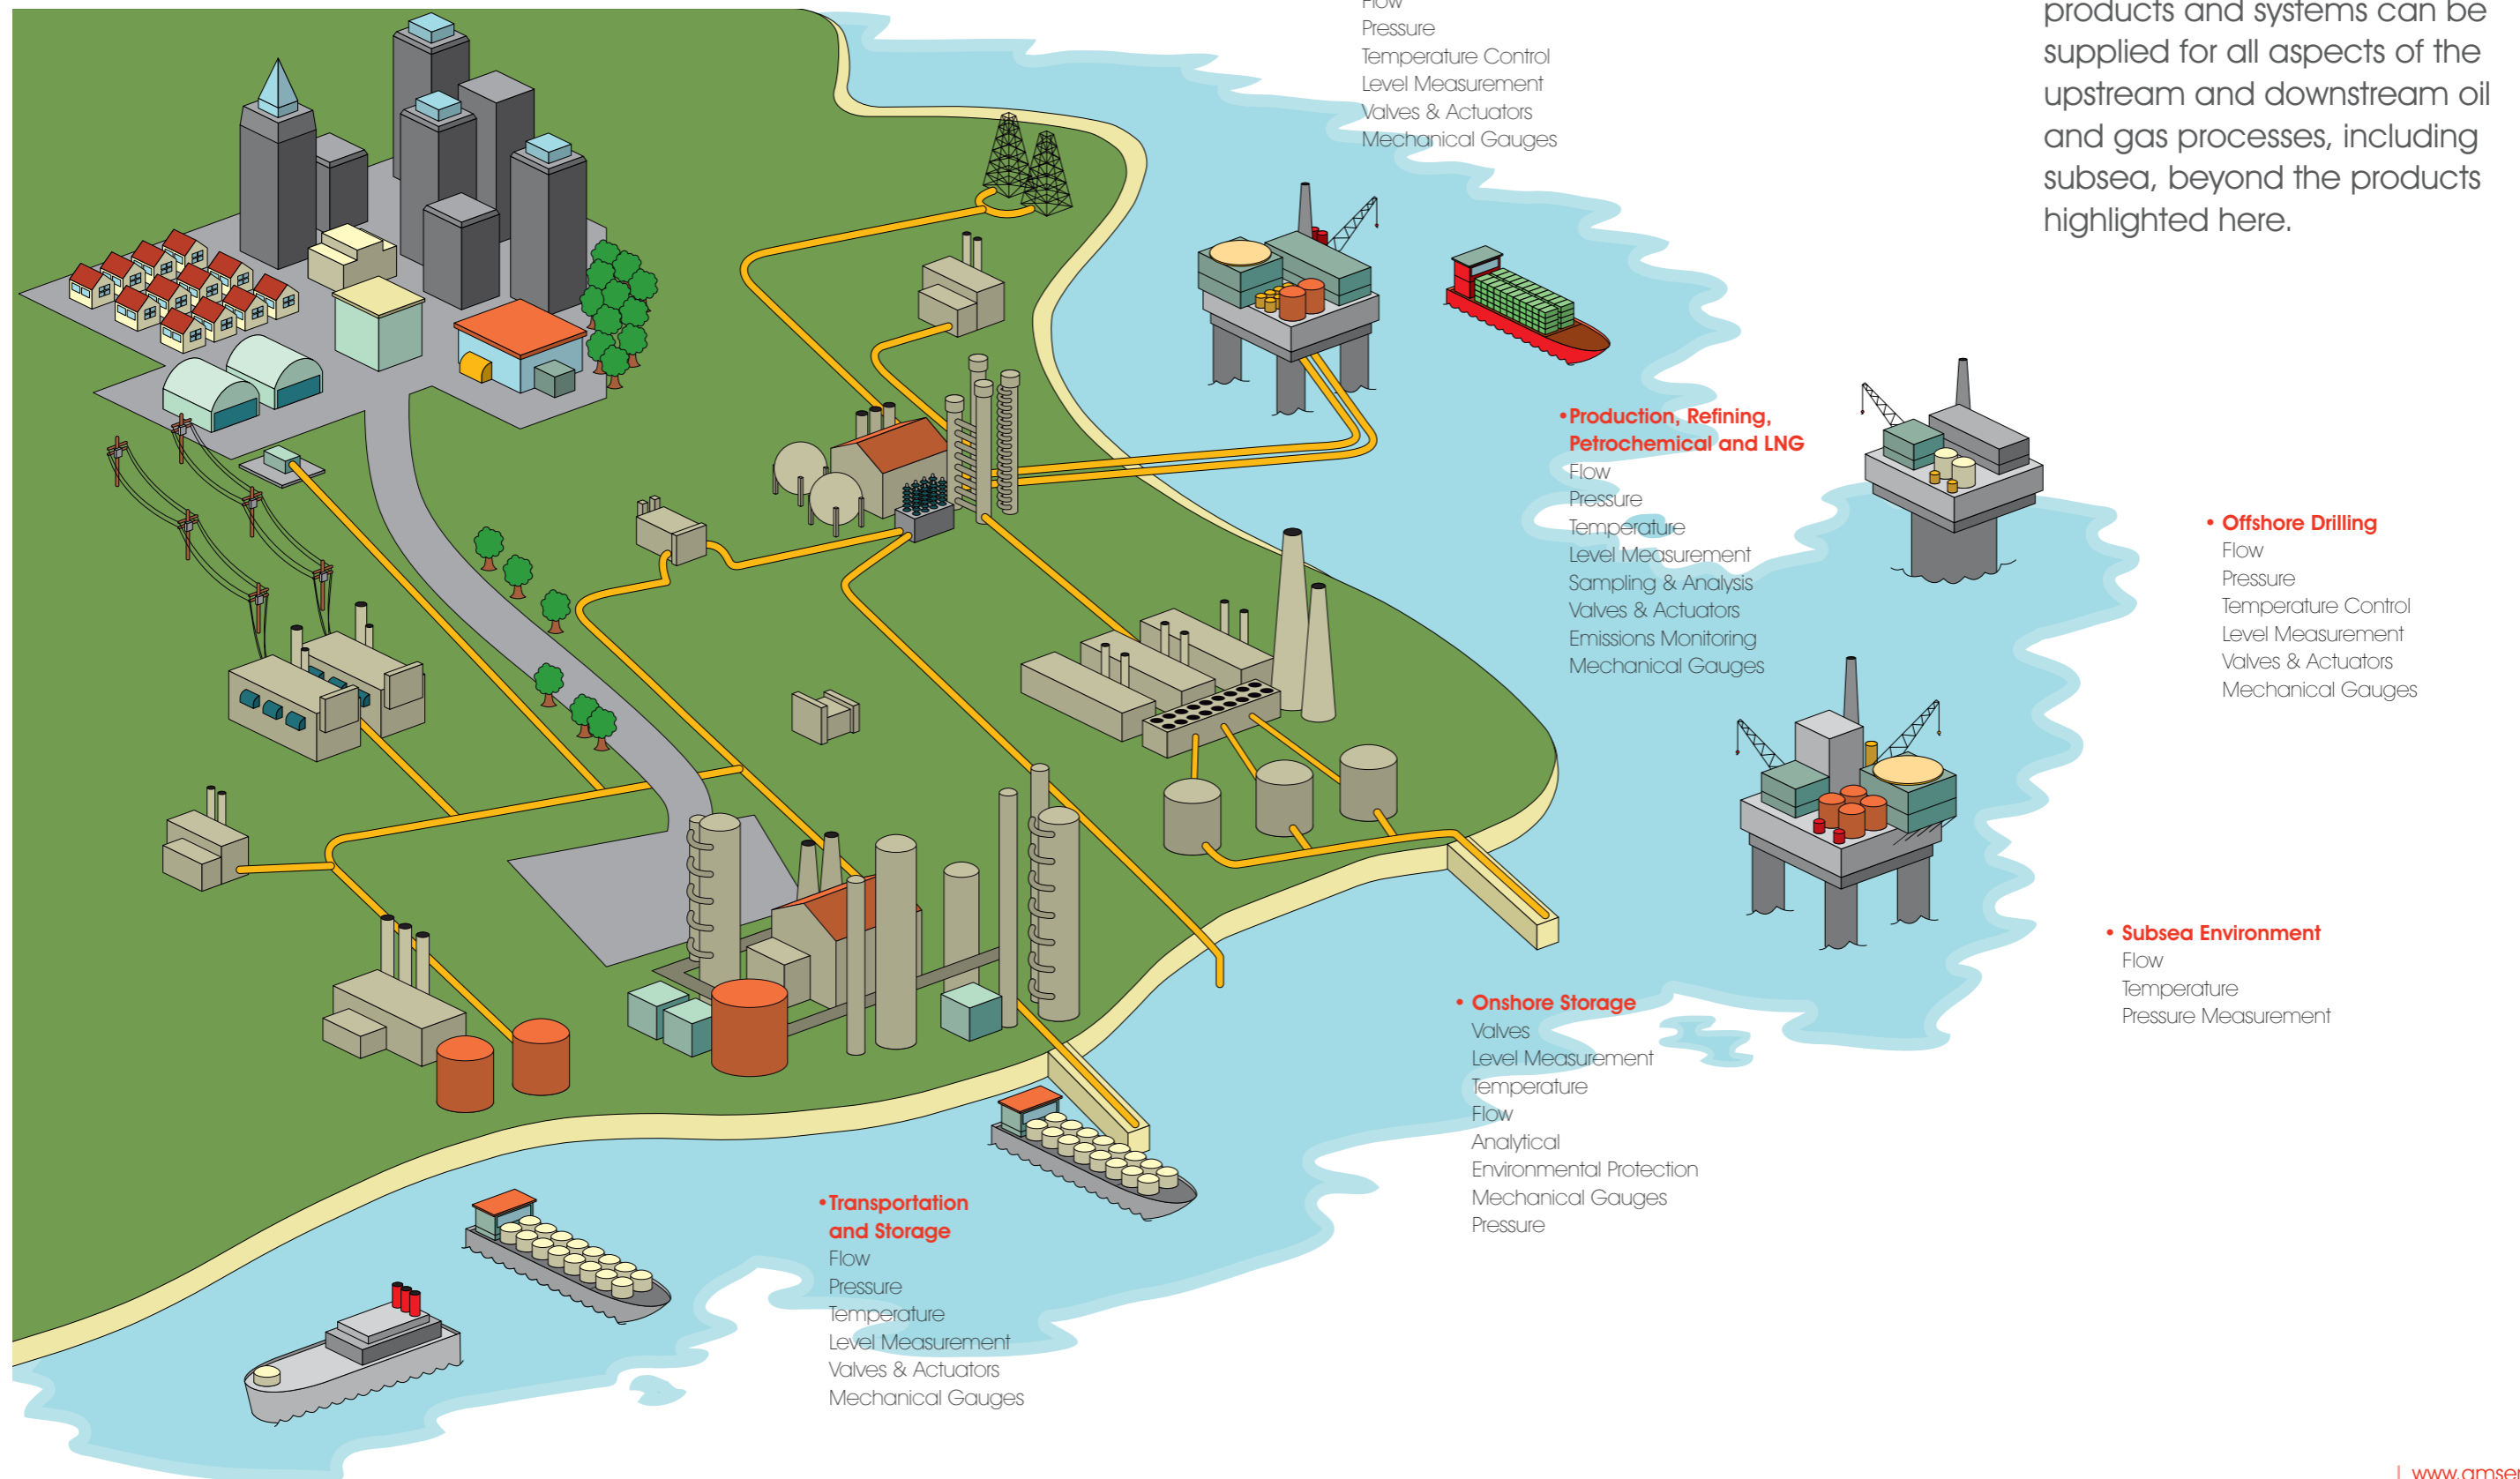 Flow
Pressure
Temperature Control
Level Measurement
Valves & Actuators
Mechanical Gauges
products and systems can be
supplied for all aspects of the
upstream and downstream oil
and gas processes, including
subsea, beyond the products
highlighted here.
•Production, Refining,
Petrochemical and LNG
Flow
Pressure
Temperature
Level Measurement
Sampling & Analysis
Valves & Actuators
Emissions Monitoring
Mechanical Gauges
• Offshore Drilling
Flow
Pressure
Temperature Control
Level Measurement
Valves & Actuators
Mechanical Gauges
• Subsea Environment
Flow
Temperature
Pressure Measurement
• Onshore Storage
Valves
Level Measurement
Temperature
Flow
Analytical
Environmental Protection
Mechanical Gauges
Pressure
•Transportation
and Storage
Flow
Pressure
Temperature
Level Measurement
Valves & Actuators
Mechanical Gauges